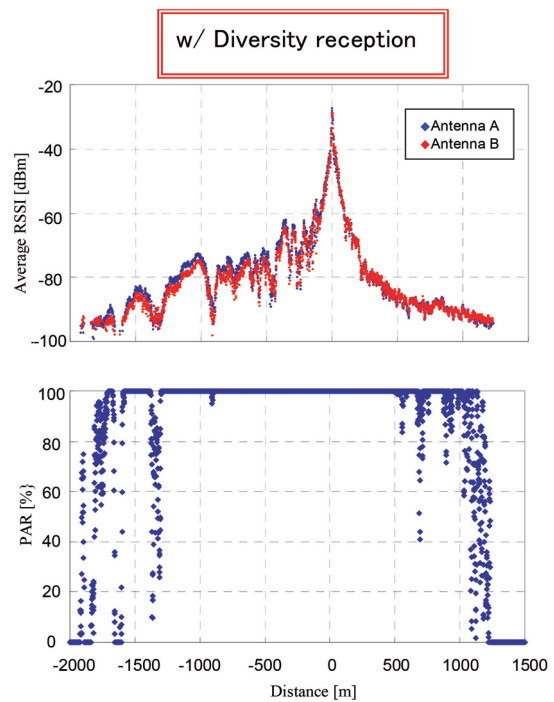 w/ Diversity reception
-20
-40
-60
-80
-100
Average RSSI [dBm]
Antenna A
Antenna B
100
80
60
40
20
0
PAR [%}
-2000 -1500 -1000 -500 0 500 1000 1500
Distance [m]